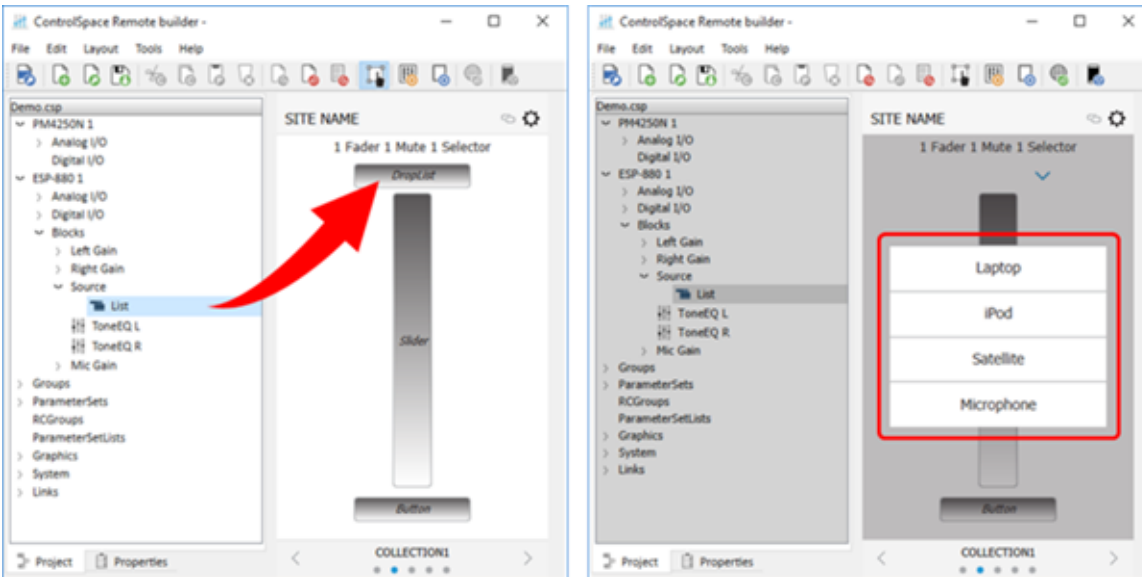 ControlSpace Remote builder -
File Edit Layout Tools Help
Demo.csp
PM4250N 1
Analog I/O
Digital I/O
ESP-880 1
Analog I/O
Digital I/O
Blocks
Left Gain
Right Gain
Source
List
ToneEQ L
ToneEQ R
Mic Gain
Groups
ParameterSets
RCGroups
ParameterSetLists
Graphics
System
Links
Project Properties
SITE NAME
1 Fader 1 Mute 1 Selector
DropList
Slider
Button
COLLECTION1
ControlSpace Remote builder -
File Edit Layout Tools Help
Demo.csp
PM4250N 1
Analog I/O
Digital I/O
ESP-880 1
Analog I/O
Digital I/O
Blocks
Left Gain
Right Gain
Source
List
ToneEQ L
ToneEQ R
Mic Gain
Groups
ParameterSets
RCGroups
ParameterSetLists
Graphics
System
Links
Project Properties
SITE NAME
1 Fader 1 Mute 1 Selector
Laptop
iPod
Satellite
Microphone
Button
COLLECTION1